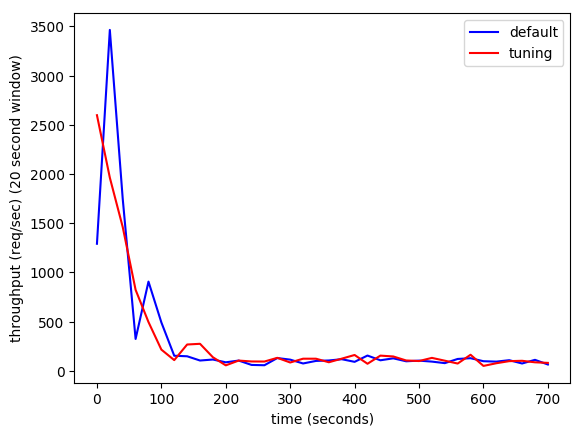 default
tuning
throughput (req/sec) (20 second window)
3500
3000
2500
2000
1500
1000
500
0
0 100 200 300 400 500 600 700
time (seconds)